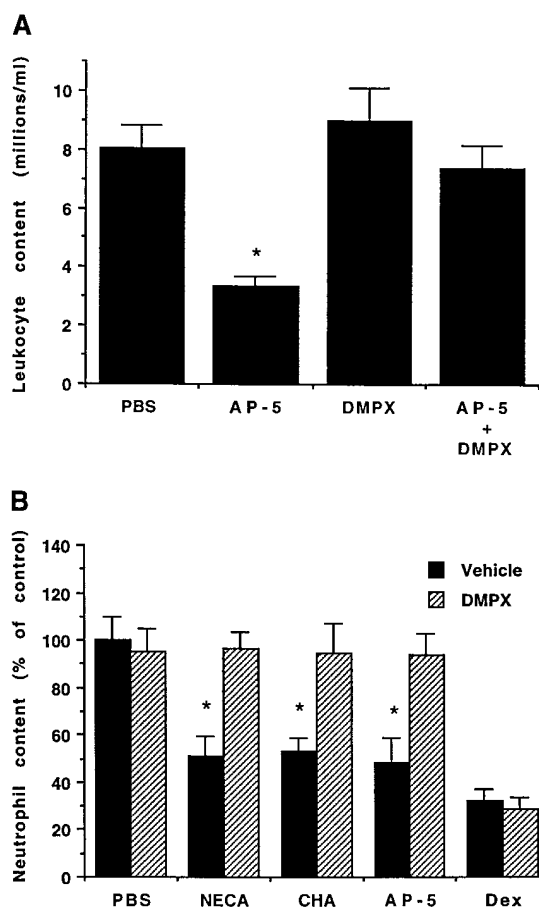 A
Leukocyte content (millions/ml)
10
8
6
4
2
0
*
PBS
AP-5
DMPX
AP-5
+
DMPX
B
Neutrophil content (% of control)
140
120
100
80
60
40
20
0
Vehicle
DMPX
*
*
*
PBS
NECA
CHA
AP-5
Dex